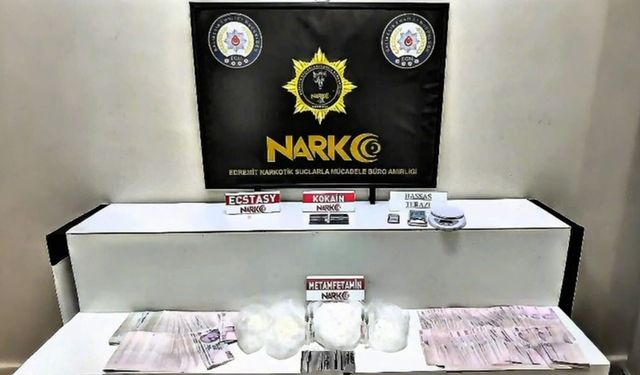 NARKO
EDREMİT NARKOTİK SUÇLARLA MÜCADELE BÜRO AMİRLİĞİ
ECSTASY
NARKO
KOKAİN
NARKO
HASSAS
TERAZİ
METAMFETAMİN
NARKO